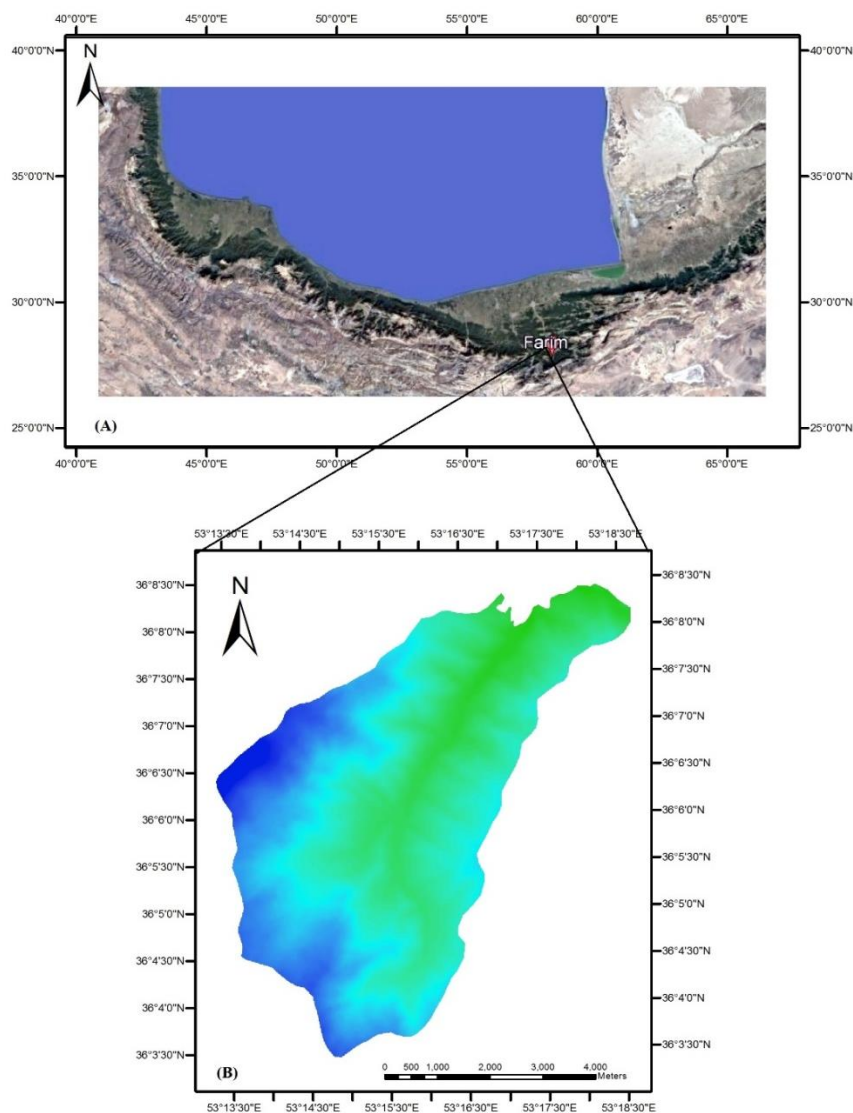 40°0'0"E 45°0'0"E 50°0'0"E 55°0'0"E 60°0'0"E 65°0'0"E
40°0'0"N 40°0'0"N
N
35°0'0"N 35°0'0"N
30°0'0"N 30°0'0"N
Farim
(A)
25°0'0"N 25°0'0"N
40°0'0"E 45°0'0"E 50°0'0"E 55°0'0"E 60°0'0"E 65°0'0"E
53°13'30"E 53°14'30"E 53°15'30"E 53°16'30"E 53°17'30"E 53°18'30"E
N
36°8'30"N 36°8'30"N
36°8'0"N 36°8'0"N
36°7'30"N 36°7'30"N
36°7'0"N 36°7'0"N
36°6'30"N 36°6'30"N
36°6'0"N 36°6'0"N
36°5'30"N 36°5'30"N
36°5'0"N 36°5'0"N
36°4'30"N 36°4'30"N
36°4'0"N 36°4'0"N
36°3'30"N 36°3'30"N
(B)
0 500 1,000 2,000 3,000 4,000
Meters
53°13'30"E 53°14'30"E 53°15'30"E 53°16'30"E 53°17'30"E 53°18'30"E